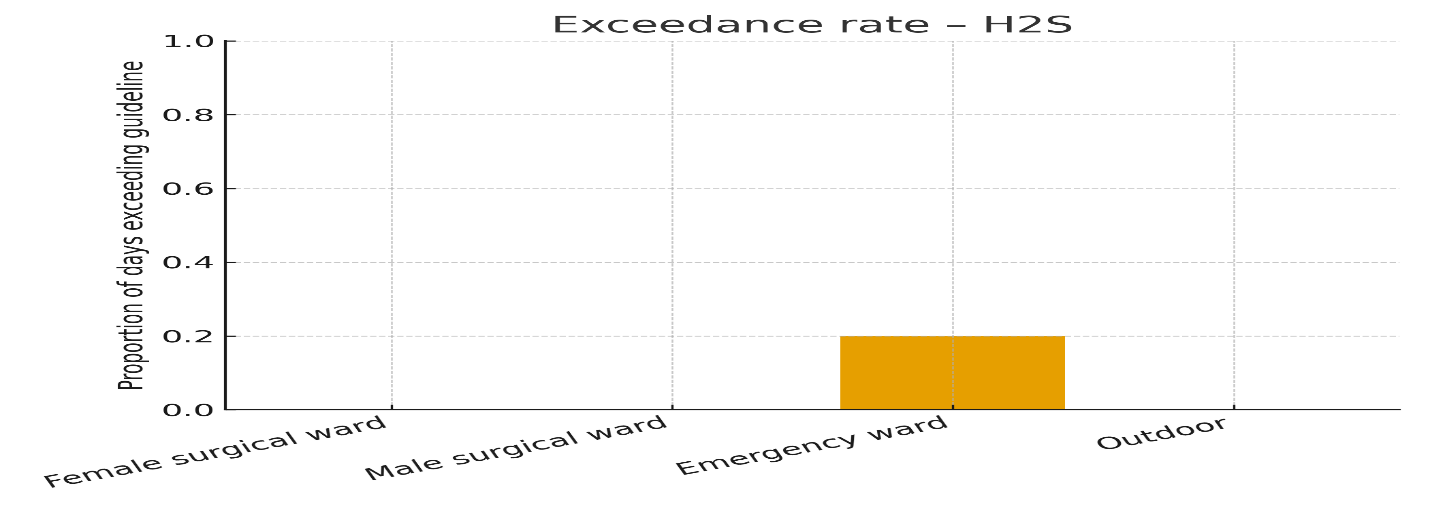 Exceedance rate – H2S
Proportion of days exceeding guideline
1.0
0.8
0.6
0.4
0.2
0.0
Female surgical ward
Male surgical ward
Emergency ward
Outdoor